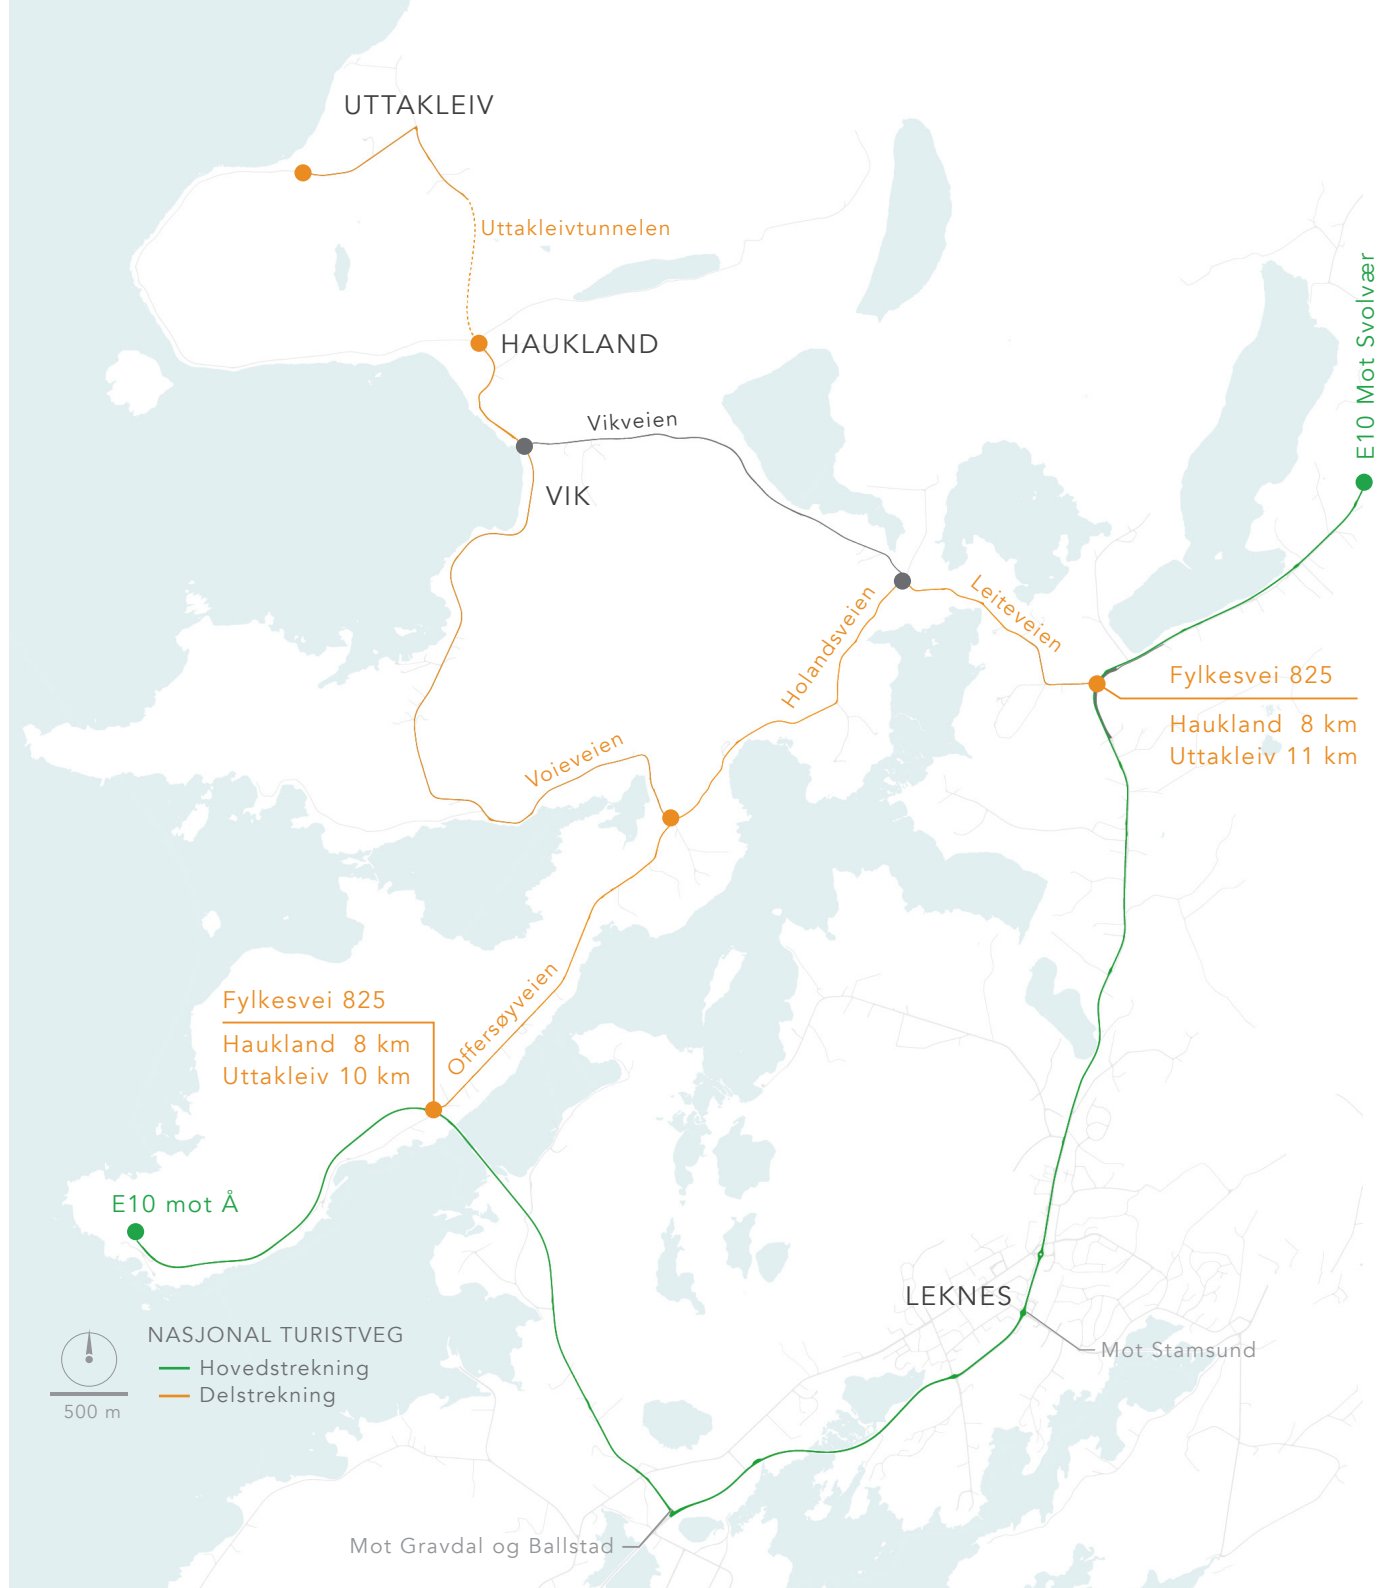 UTTAKLEIV
Uttakleivtunnelen
HAUKLAND
E10 Mot Svolvær
Vikveien
VIK
Leiteveien
Holandsveien
Fylkesvei 825
Haukland 8 km
Uttakleiv 11 km
Voieveien
Offersøyveien
Fylkesvei 825
Haukland 8 km
Uttakleiv 10 km
E10 mot Å
LEKNES
Mot Stamsund
NASJONAL TURISTVEG
Hovedstrekning
Delstrekning
500 m
Mot Gravdal og Ballstad